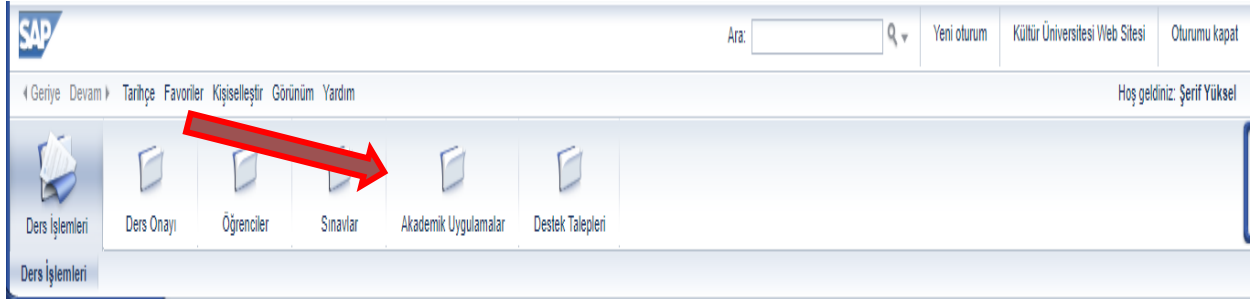 SAP Ara: Yeni oturum Kültür Üniversitesi Web Sitesi Oturumu kapat
Geriye Devam Tarihçe Favoriler Kişiselleştir Görünüm Yardım Hoş geldiniz: Şerif Yüksel
Ders İşlemleri Ders Onayı Öğrenciler Sınavlar Akademik Uygulamalar Destek Talepleri
Ders İşlemleri